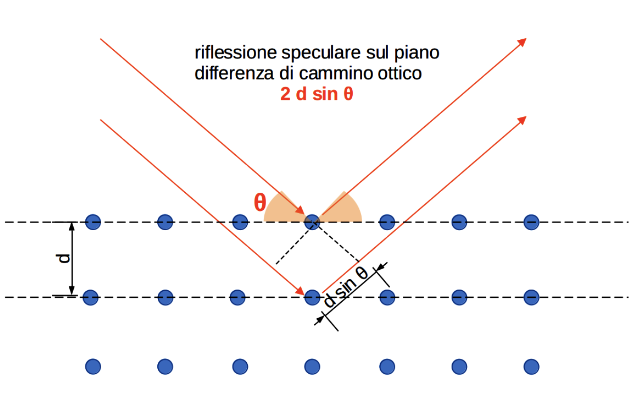 riflessione speculare sul piano
differenza di cammino ottico
2 d sin θ
θ
d
d sin θ